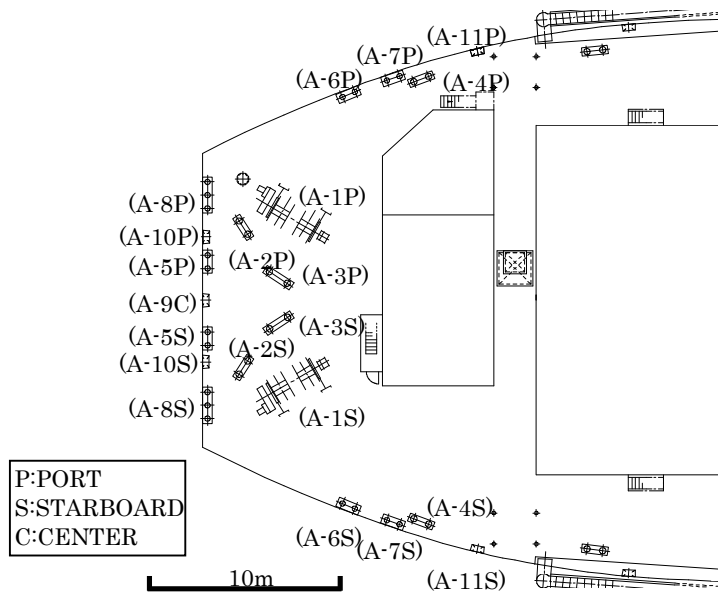 (A-11P)
(A-7P)
(A-6P)
(A-4P)
(A-8P)
(A-1P)
(A-10P)
(A-5P)
(A-2P)
(A-3P)
(A-9C)
(A-5S)
(A-3S)
(A-10S)
(A-2S)
(A-8S)
(A-1S)
P:PORT
S:STARBOARD
C:CENTER
(A-4S)
(A-6S)
(A-7S)
(A-11S)
10m